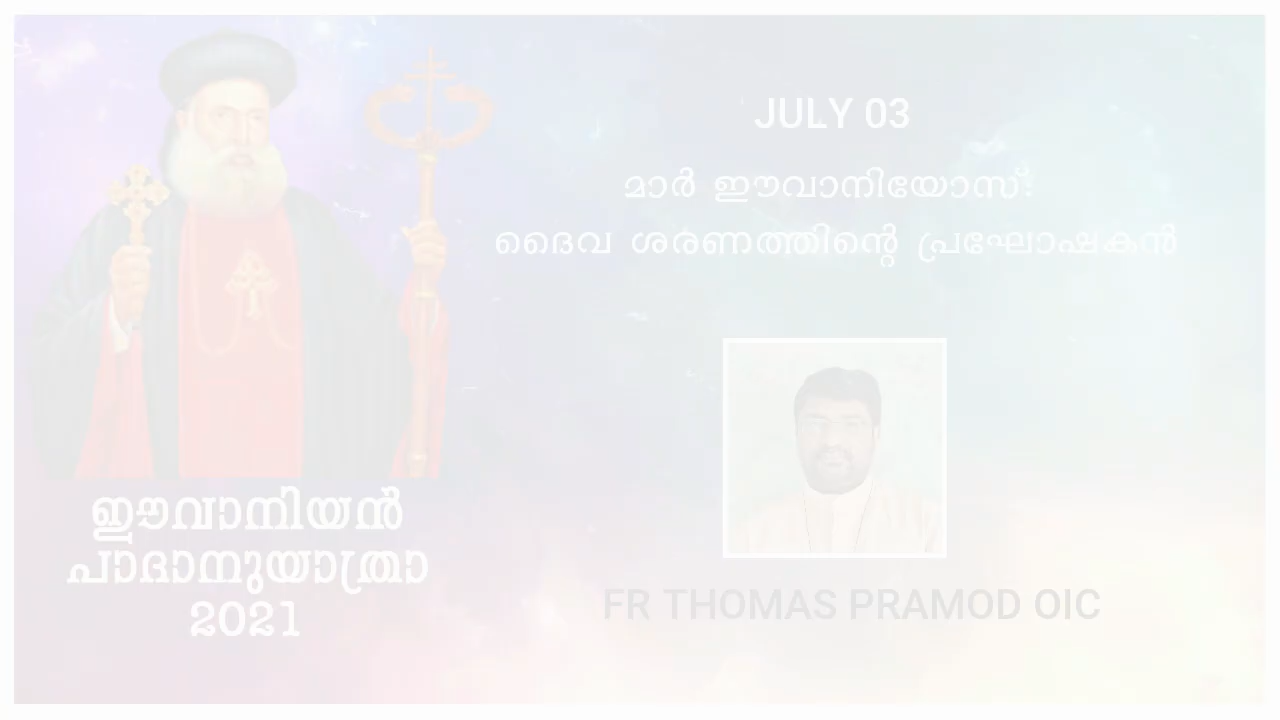 JULY 03
മാർ ഈവാനിയോസ്:
ദൈവ ശരണത്തിന്റെ പ്രഘോഷകൻ
ഈവാനിയൻ
പാദാനുയാത്രാ
2021
FR THOMAS PRAMOD OIC